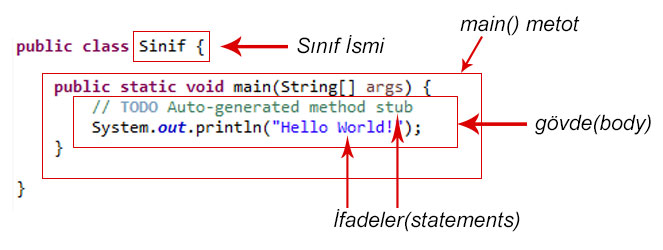 main() metot
public class Sinif { Sınıf İsmi
public static void main(String[] args) {
// TODO Auto-generated method stub
System.out.println("Hello World!");
gövde(body)
}
}
İfadeler(statements)